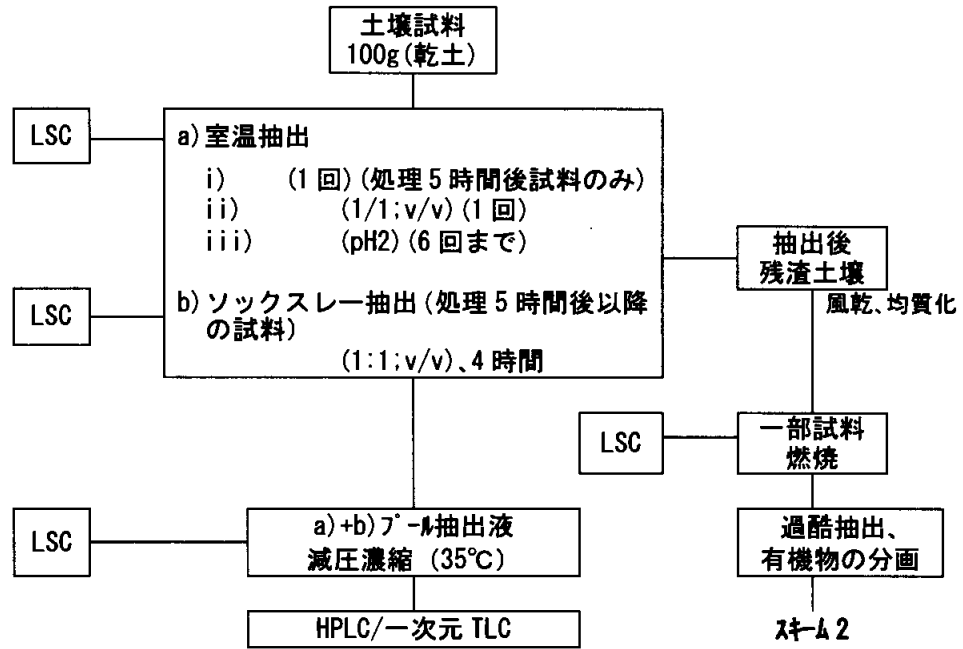 土壌試料
100g(乾土)
LSC
a)室温抽出
i) (1回)(処理5時間後試料のみ)
ii) (1/1;v/v)(1回)
iii) (pH2)(6回まで)
LSC
b)ソックスレー抽出(処理5時間後以降
の試料)
(1:1;v/v)、4時間
抽出後
残渣土壌
風乾、均質化
LSC
一部試料
燃焼
LSC
a)+b)プール抽出液
減圧濃縮 (35℃)
過酷抽出、
有機物の分画
HPLC/一次元 TLC
スキーム 2